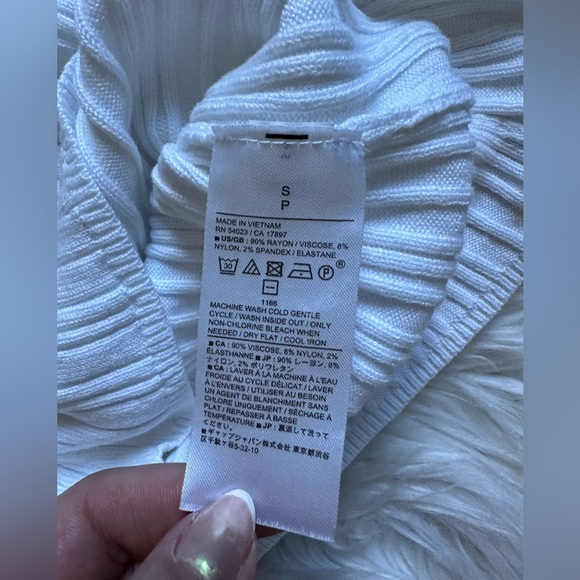 S
P
MADE IN VIETNAM
RN 54023 / CA 17897
■ US/GB : 90% RAYON / VISCOSE, 8%
NYLON, 2% SPANDEX / ELASTANE
30 P ®
1166
MACHINE WASH COLD GENTLE
CYCLE / WASH INSIDE OUT / ONLY
NON-CHLORINE BLEACH WHEN
NEEDED / DRY FLAT / COOL IRON
■ CA : 90% VISCOSE, 8% NYLON, 2%
ÉLASTHANNE ■ JP : 90% レーヨン, 8%
ナイロン, 2% ポリウレタン
■ CA : LAVER À LA MACHINE À L'EAU
FROIDE AU CYCLE DÉLICAT / LAVER
À L'ENVERS / UTILISER AU BESOIN
UN AGENT DE BLANCHIMENT SANS
CHLORE UNIQUEMENT / SÉCHAGE À
PLAT / REPASSER À BASSE
TEMPÉRATURE ■ JP : 裏返して洗って
ください。
■ ギャップジャパン株式会社 東京都渋谷
区千駄ヶ谷5-32-10